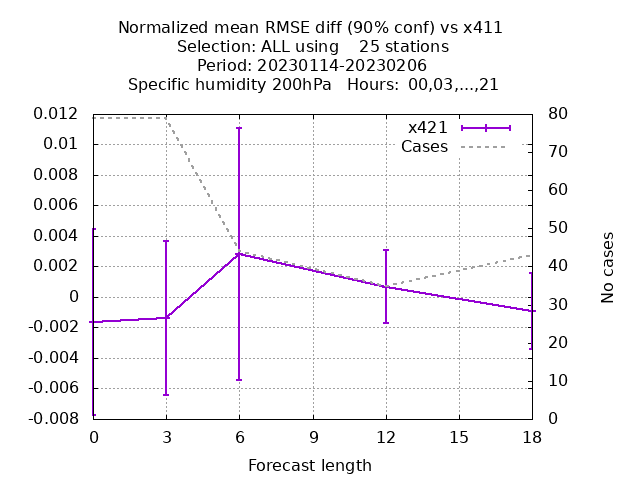 Normalized mean RMSE diff (90% conf) vs x411
Selection: ALL using    25 stations
Period: 20230114-20230206
Specific humidity 200hPa   Hours:  00,03,...,21
0.012
0.01
0.008
0.006
0.004
0.002
0
-0.002
-0.004
-0.006
-0.008
x421
Cases
80
70
60
50
40
30
20
10
0
No cases
0 3 6 9 12 15 18
Forecast length